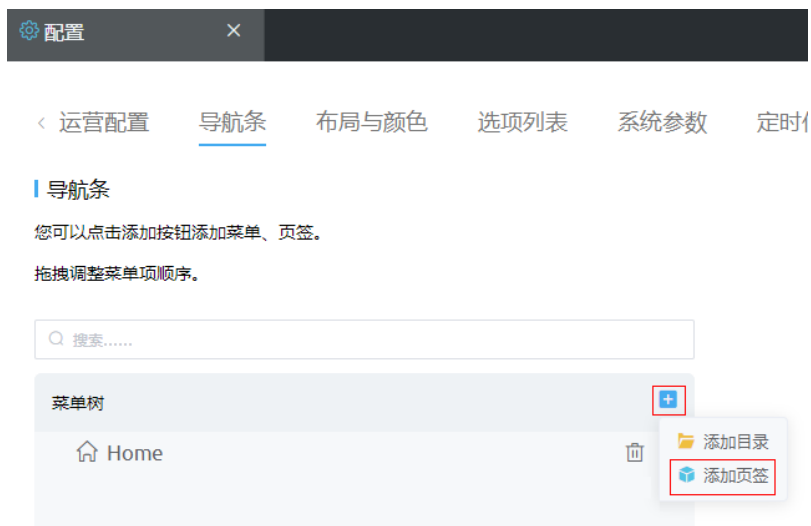 配置
运营配置 导航条 布局与颜色 选项列表 系统参数 定时
导航条
您可以点击添加按钮添加菜单、页签。
拖拽调整菜单项顺序。
搜索......
菜单树
添加目录
Home
添加页签